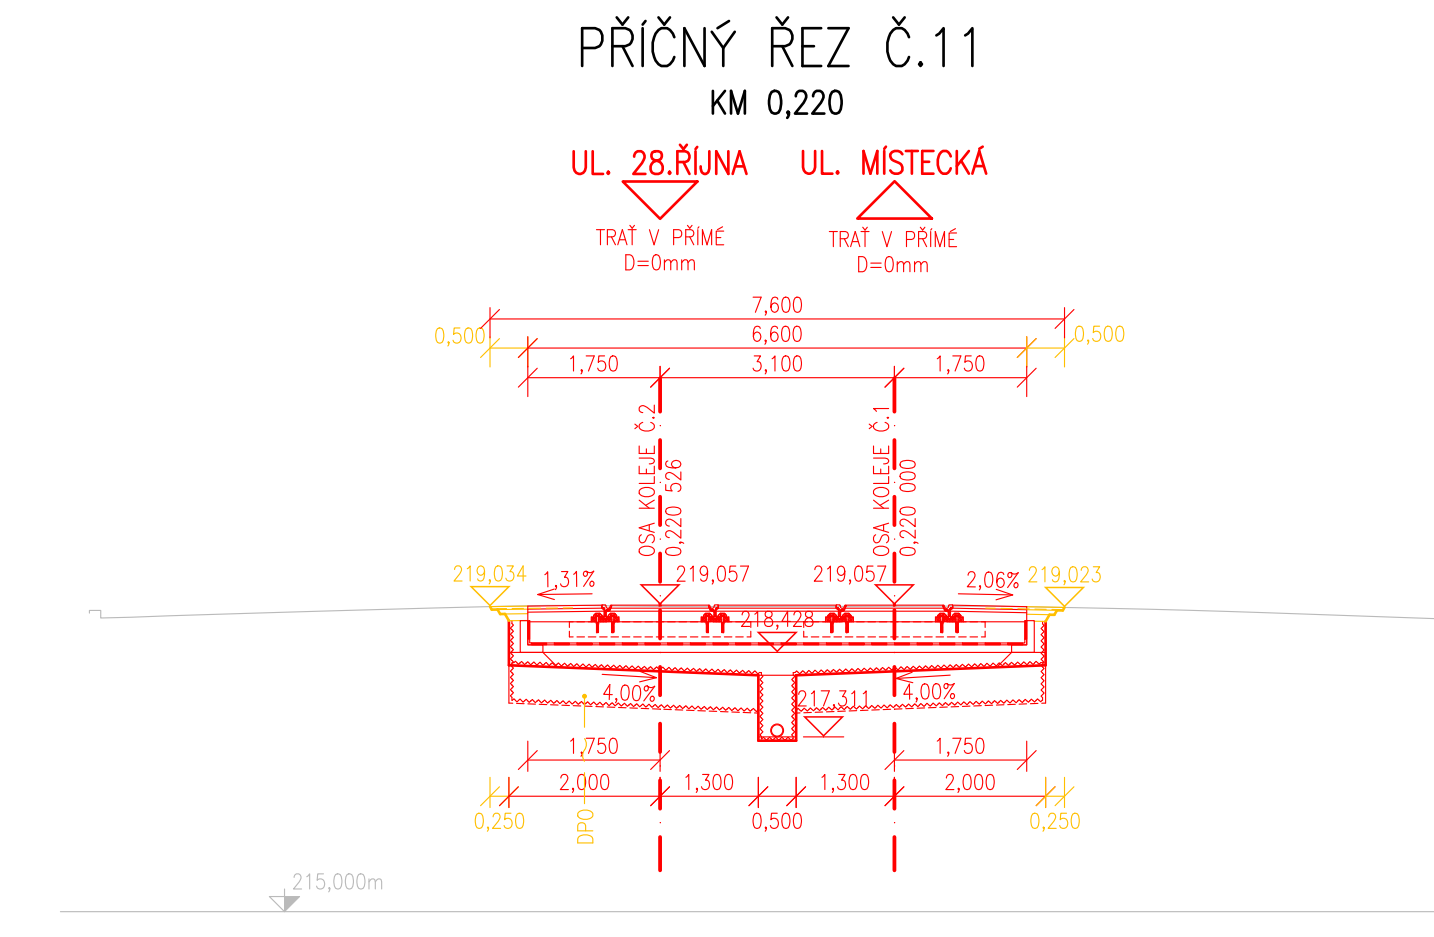 PŘÍČNÝ ŘEZ Č.11
KM 0,220
UL. 28.ŘÍJNA
UL. MÍSTECKÁ
TRAŤ V PŘÍMÉ
D=0mm
TRAŤ V PŘÍMÉ
D=0mm
7,600
0,500
6,600
0,500
1,750
3,100
1,750
OSA KOLEJE Č.2
0,220 526
OSA KOLEJE Č.1
0,220 000
219,034
1,31%
219,057
219,057
2,06%
219,023
218,428
4,00%
217,311
4,00%
1,750
1,750
2,000
1,300
1,300
2,000
0,250
DPO
0,500
0,250
215,000m